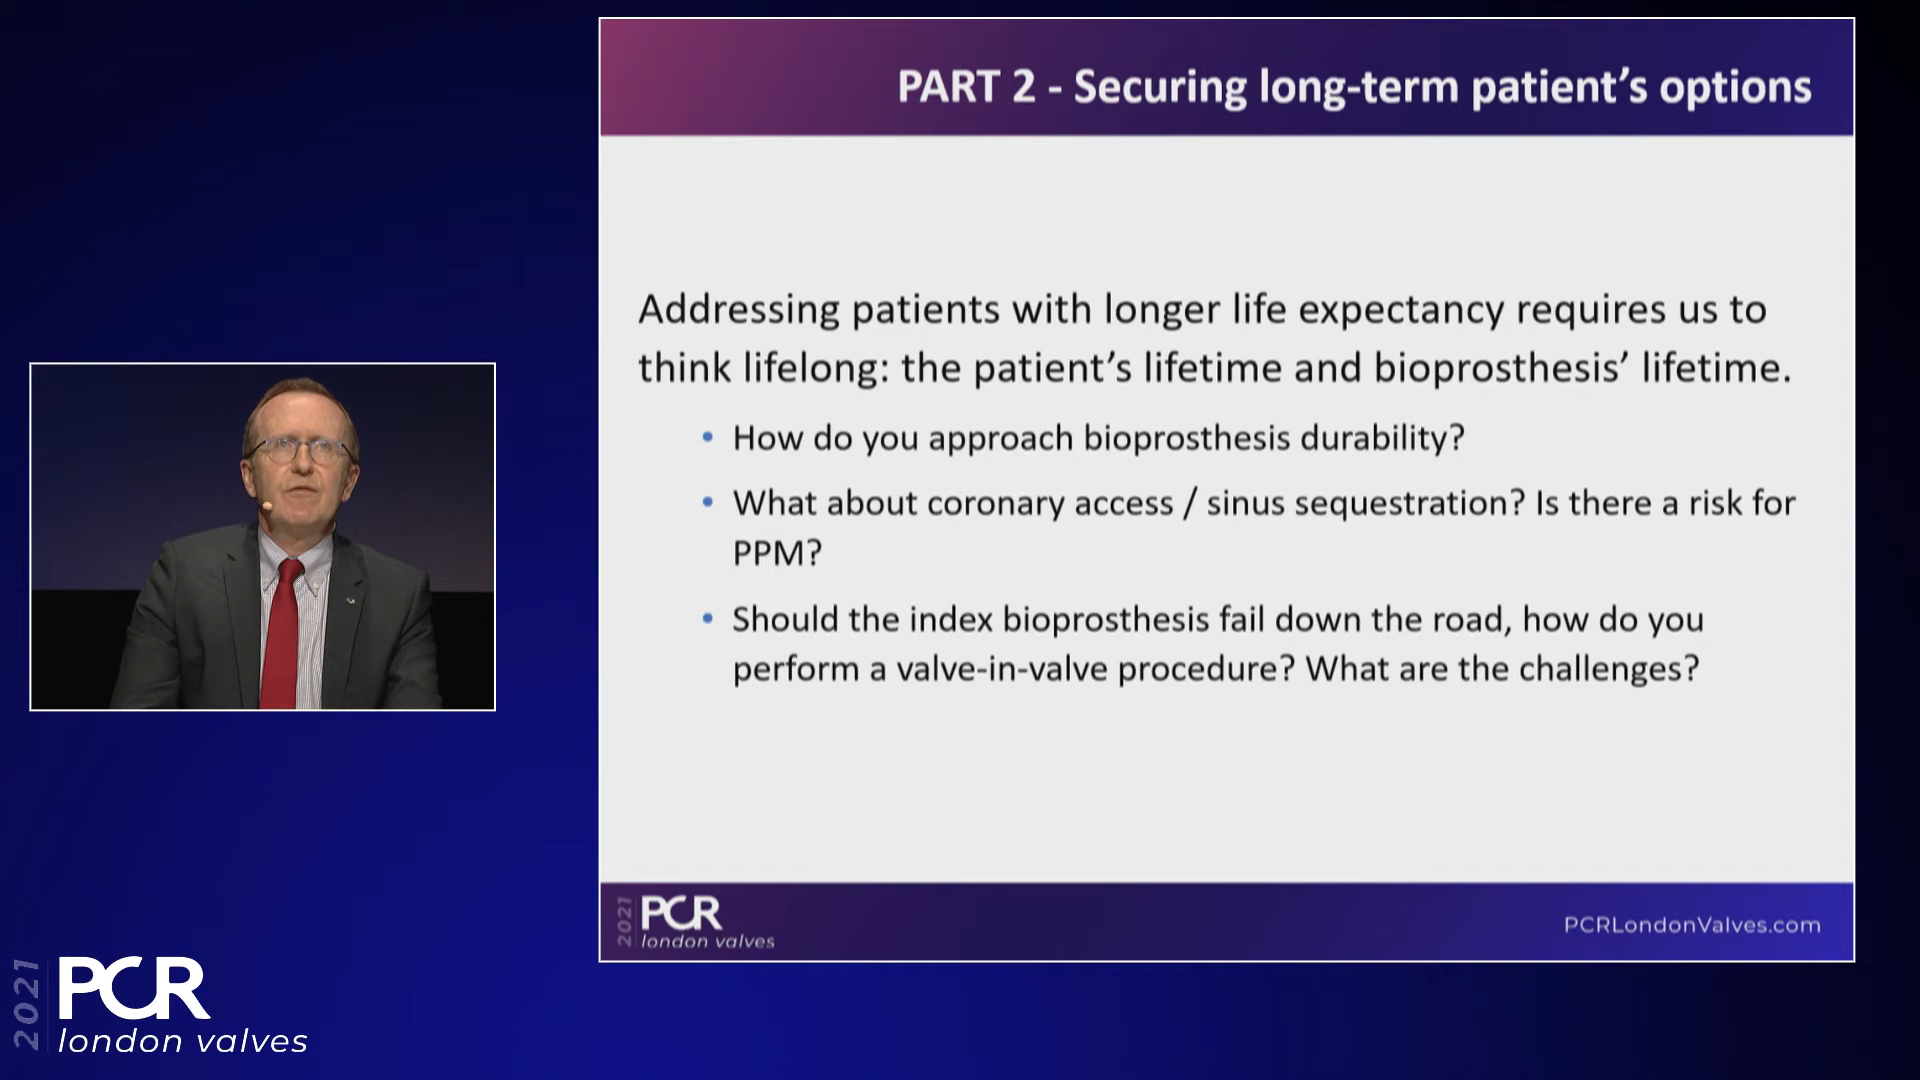 PART 2 - Securing long-term patient's options
Addressing patients with longer life expectancy requires us to
think lifelong: the patient's lifetime and bioprosthesis' lifetime.
• How do you approach bioprosthesis durability?
• What about coronary access / sinus sequestration? Is there a risk for
PPM?
• Should the index bioprosthesis fail down the road, how do you
perform a valve-in-valve procedure? What are the challenges?
2021
PCR
london valves
PCRLondonValves.com
2021
PCR
london valves